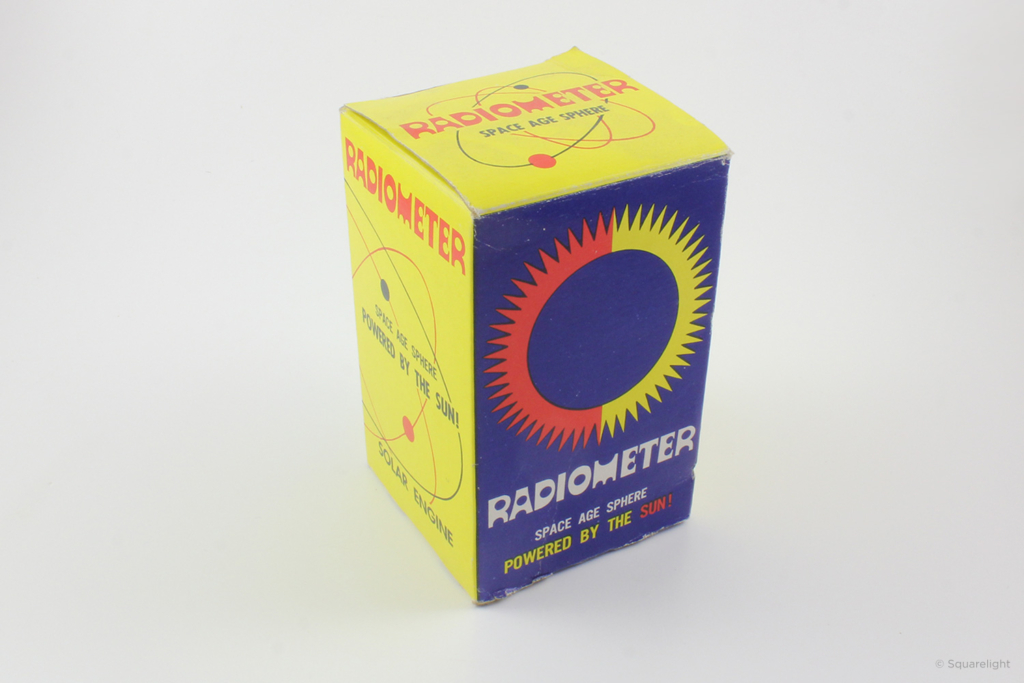 RADIOMETER
SPACE AGE SPHERE
RADIOMETER
SPACE AGE SPHERE
POWERED BY THE SUN!
SOLAR ENGINE
RADIOMETER
SPACE AGE SPHERE
POWERED BY THE SUN!
© Squarelight